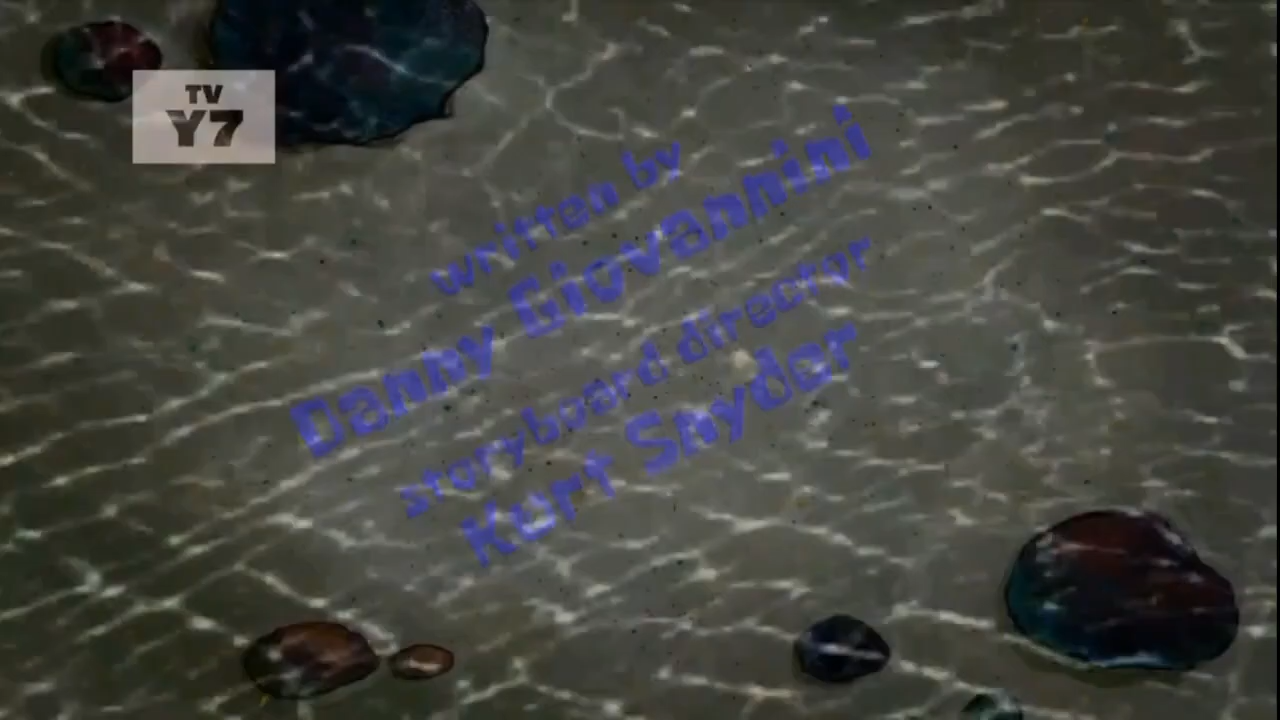 TV
Y7
written by
Danny Giovannini
storyboard director
Kurt Snyder